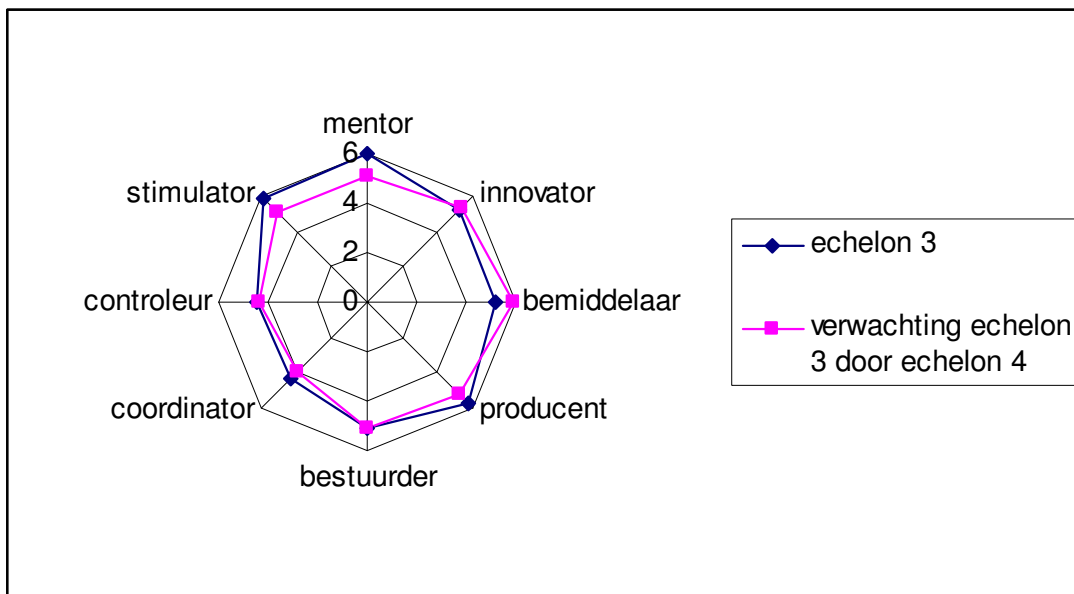 mentor
6
stimulator
innovator
4
2
controleur
0
bemiddelaar
coordinator
producent
bestuurder
echelon 3
verwachting echelon
3 door echelon 4